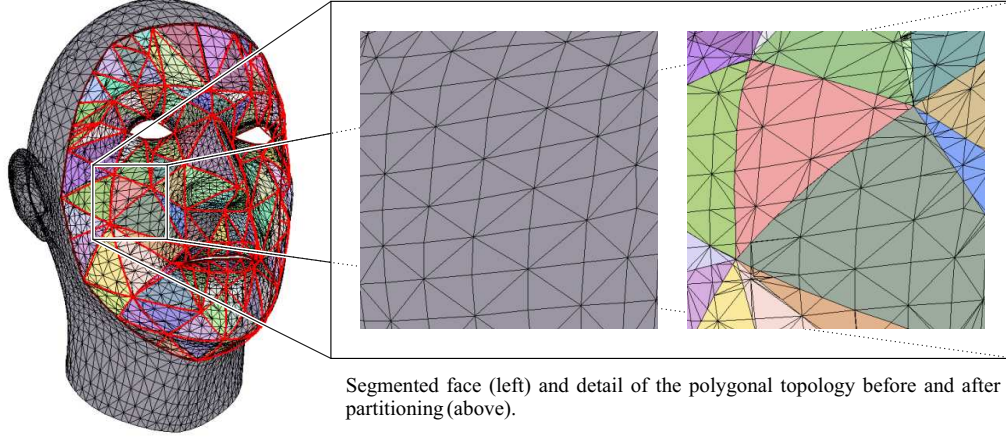 Segmented face (left) and detail of the polygonal topology before and after
partitioning (above).